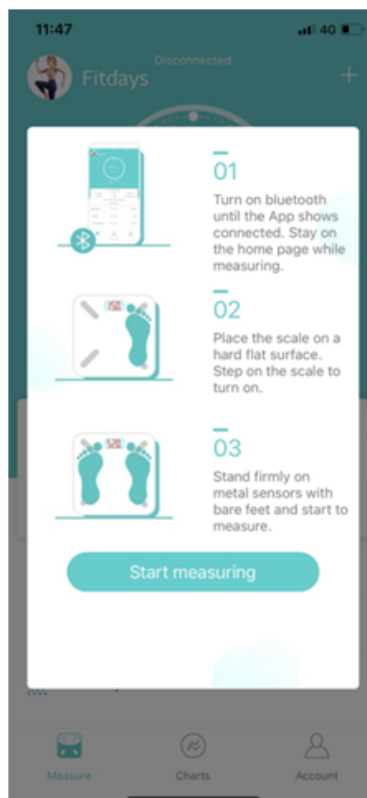 11:47
4G
Disconnected
Fitdays
+
01
Turn on bluetooth
until the App shows
connected. Stay on
the home page while
measuring.
02
Place the scale on a
hard flat surface.
Step on the scale to
turn on.
03
Stand firmly on
metal sensors with
bare feet and start to
measure.
Start measuring
Measure
Charts
Account